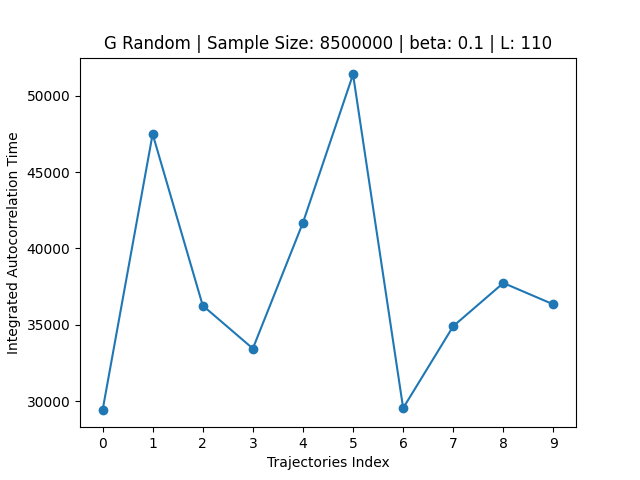 G Random | Sample Size: 8500000 | beta: 0.1 | L: 110
Integrated Autocorrelation Time
50000
45000
40000
35000
30000
0 1 2 3 4 5 6 7 8 9
Trajectories Index